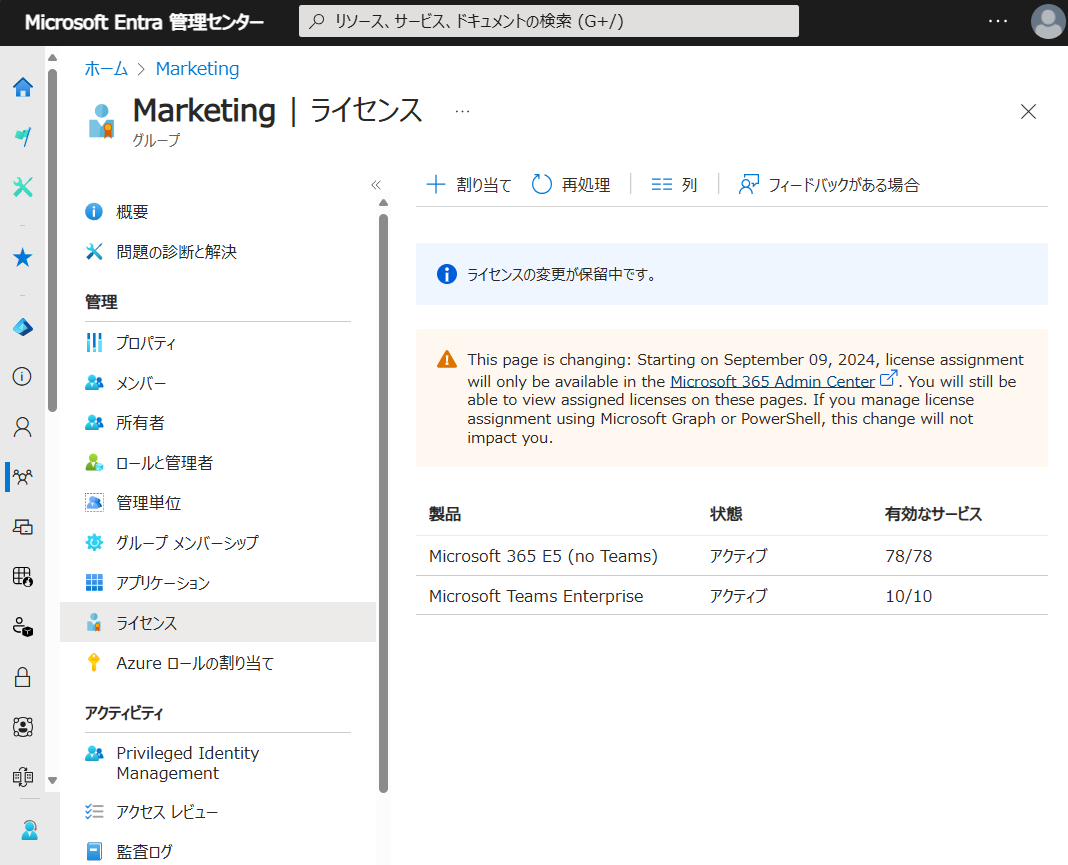 Microsoft Entra 管理センター
リソース、サービス、ドキュメントの検索 (G+/)
ホーム > Marketing
Marketing | ライセンス ...
グループ
概要
問題の診断と解決
管理
プロパティ
メンバー
所有者
ロールと管理者
管理単位
グループ メンバーシップ
アプリケーション
ライセンス
Azure ロールの割り当て
アクティビティ
Privileged Identity
Management
アクセス レビュー
監査ログ
割り当て 再処理 列 フィードバックがある場合
ライセンスの変更が保留中です。
This page is changing: Starting on September 09, 2024, license assignment
will only be available in the Microsoft 365 Admin Center. You will still be
able to view assigned licenses on these pages. If you manage license
assignment using Microsoft Graph or PowerShell, this change will not
impact you.
製品 状態 有効なサービス
Microsoft 365 E5 (no Teams) アクティブ 78/78
Microsoft Teams Enterprise アクティブ 10/10